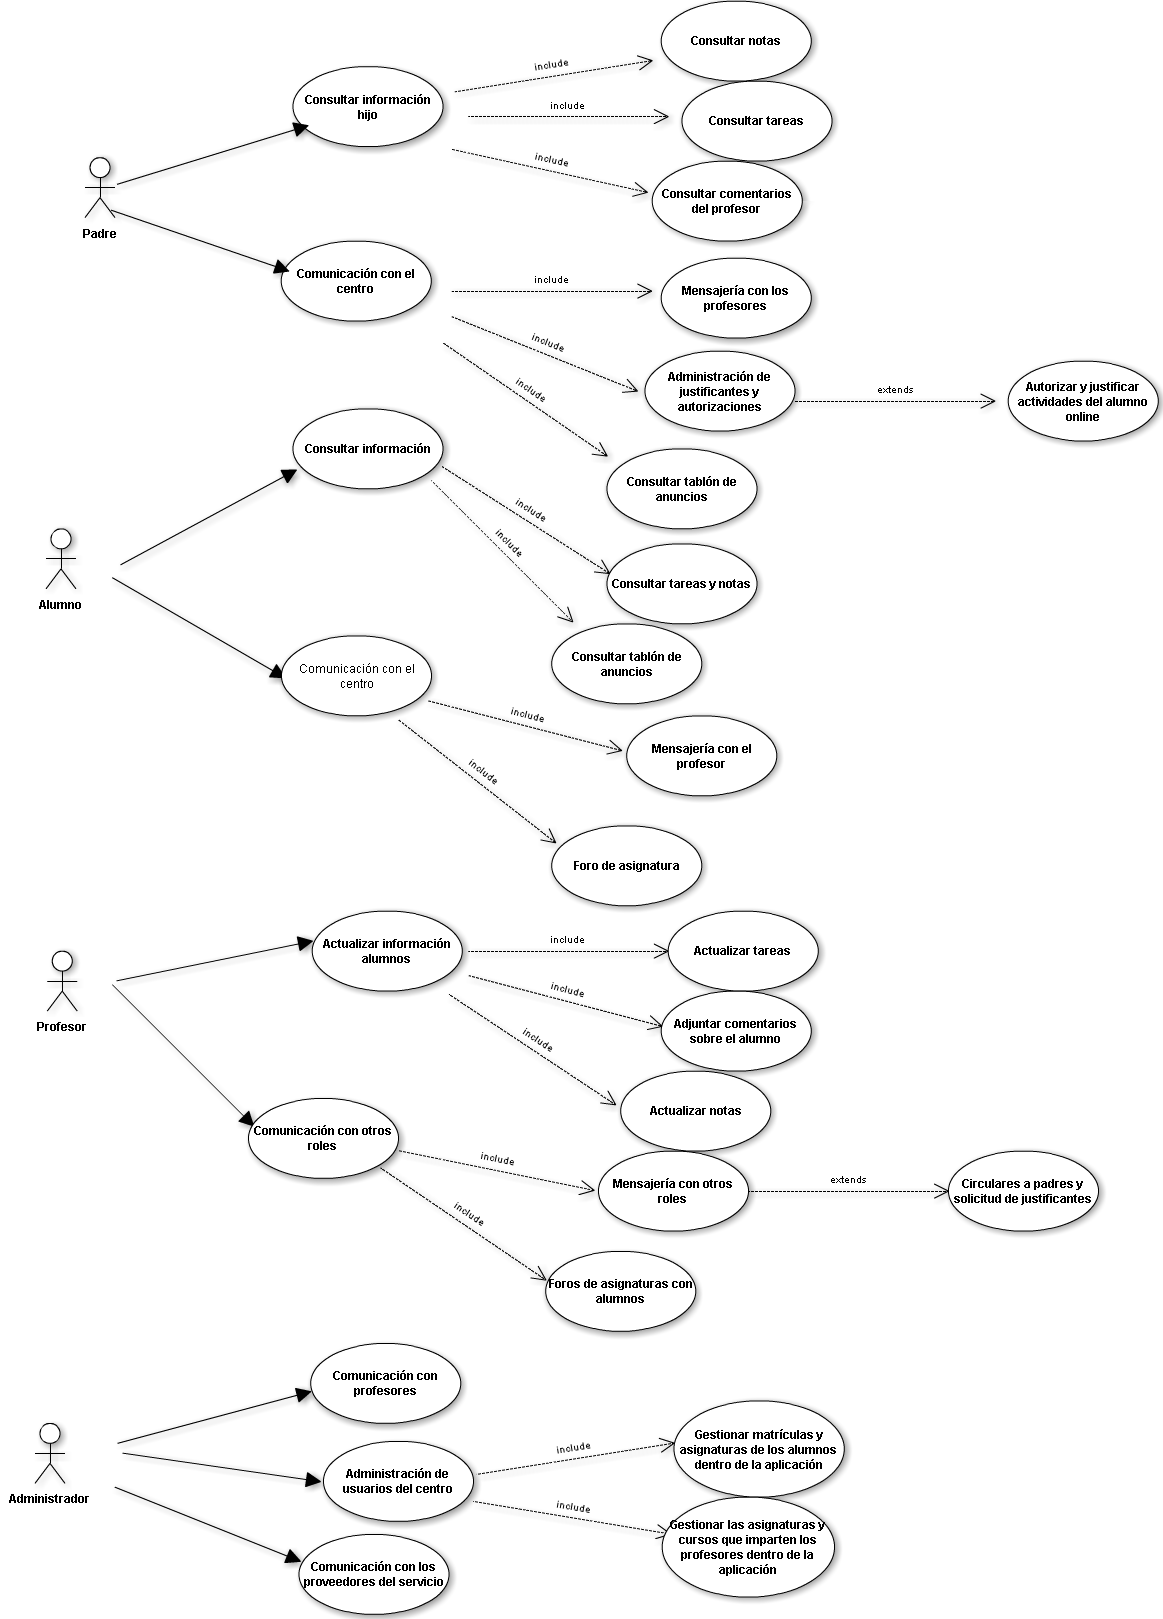 Consultar notas
include
Consultar información
hijo
include
Consultar tareas
include
Consultar comentarios
del profesor
Padre
Comunicación con el
centro
include
Mensajería con los
profesores
include
Administración de
justificantes y
autorizaciones
extends
Autorizar y justificar
actividades del alumno
online
include
Consultar tablón de
anuncios
Consultar información
include
Consultar tareas y notas
include
Consultar tablón de
anuncios
Alumno
Comunicación con el
centro
include
Mensajería con el
profesor
include
Foro de asignatura
Actualizar información
alumnos
include
Actualizar tareas
include
Adjuntar comentarios
sobre el alumno
include
Actualizar notas
Profesor
Comunicación con otros
roles
include
Mensajería con otros
roles
extends
Circulares a padres y
solicitud de justificantes
include
Foros de asignaturas con
alumnos
Comunicación con
profesores
Administrador
Administración de
usuarios del centro
include
Gestionar matrículas y
asignaturas de los alumnos
dentro de la aplicación
include
Gestionar las asignaturas y
cursos que imparten los
profesores dentro de la
aplicación
Comunicación con los
proveedores del servicio